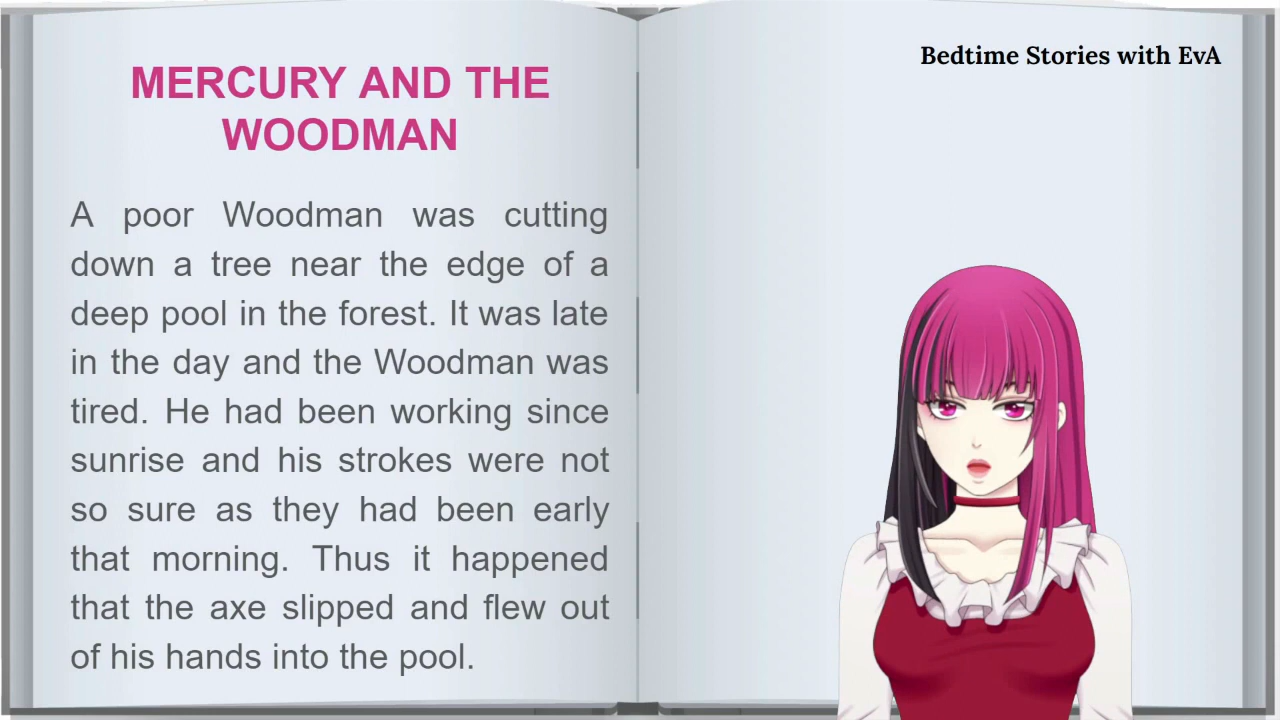 MERCURY AND THE
WOODMAN
A poor Woodman was cutting
down a tree near the edge of a
deep pool in the forest. It was late
in the day and the Woodman was
tired. He had been working since
sunrise and his strokes were not
so sure as they had been early
that morning. Thus it happened
that the axe slipped and flew out
of his hands into the pool.
Bedtime Stories with EvA